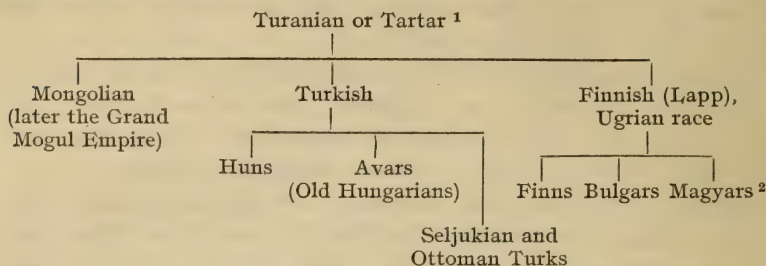 Turanian or Tartar ¹
Mongolian
(later the Grand
Mogul Empire)
Turkish
Finnish (Lapp),
Ugrian race
Huns
Avars
(Old Hungarians)
Finns Bulgars Magyars ²
Seljukian and
Ottoman Turks